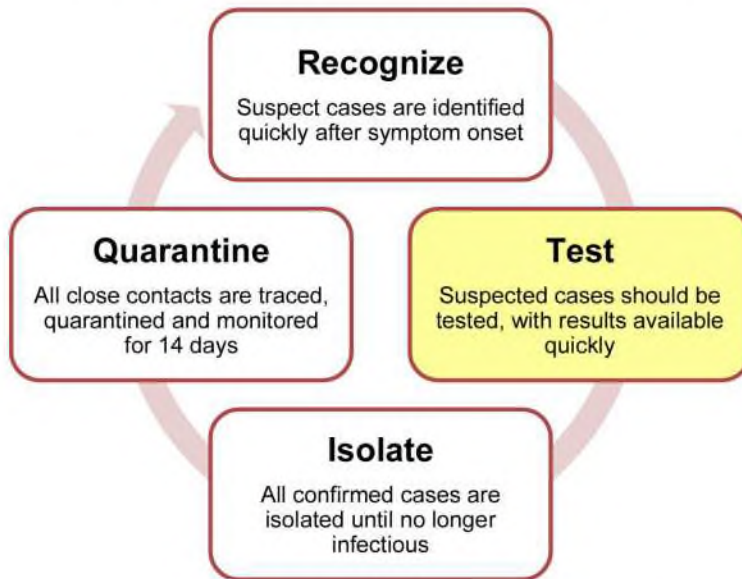 Recognize
Suspect cases are identified
quickly after symptom onset
Test
Suspected cases should be
tested, with results available
quickly
Isolate
All confirmed cases are
isolated until no longer
infectious
Quarantine
All close contacts are traced,
quarantined and monitored
for 14 days